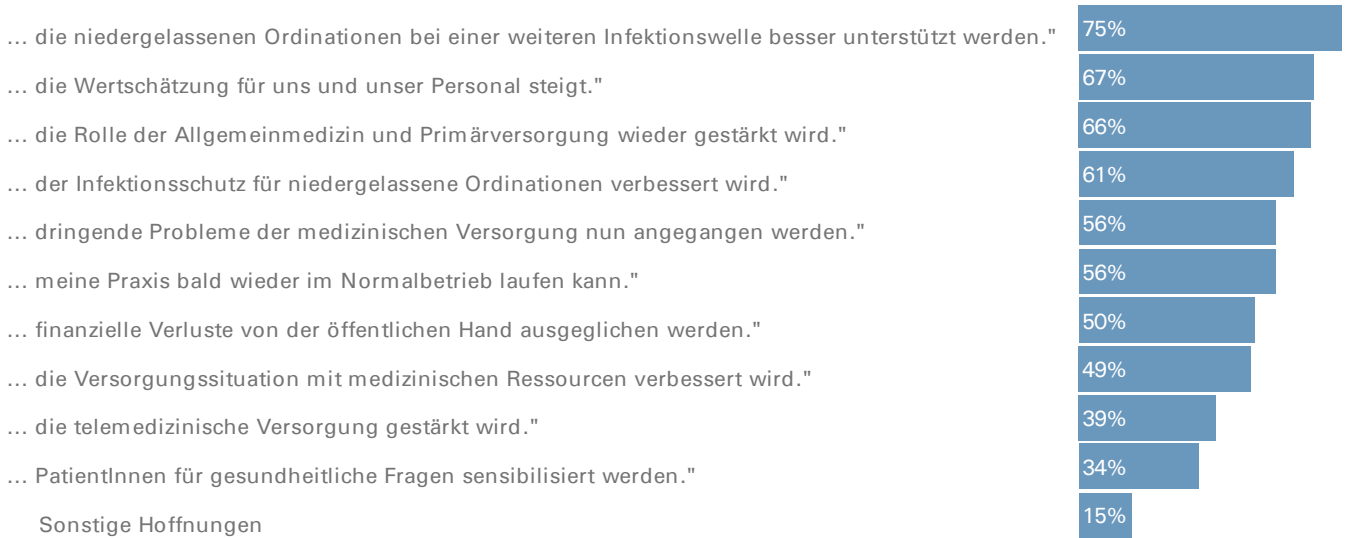 ... die niedergelassenen Ordinationen bei einer weiteren Infektionswelle besser unterstützt werden." 75%
... die Wertschätzung für uns und unser Personal steigt." 67%
... die Rolle der Allgemeinmedizin und Primärversorgung wieder gestärkt wird." 66%
... der Infektionsschutz für niedergelassene Ordinationen verbessert wird." 61%
... dringende Probleme der medizinischen Versorgung nun angegangen werden." 56%
... meine Praxis bald wieder im Normalbetrieb laufen kann." 56%
... finanzielle Verluste von der öffentlichen Hand ausgeglichen werden." 50%
... die Versorgungssituation mit medizinischen Ressourcen verbessert wird." 49%
... die telemedizinische Versorgung gestärkt wird." 39%
... PatientInnen für gesundheitliche Fragen sensibilisiert werden." 34%
Sonstige Hoffnungen 15%